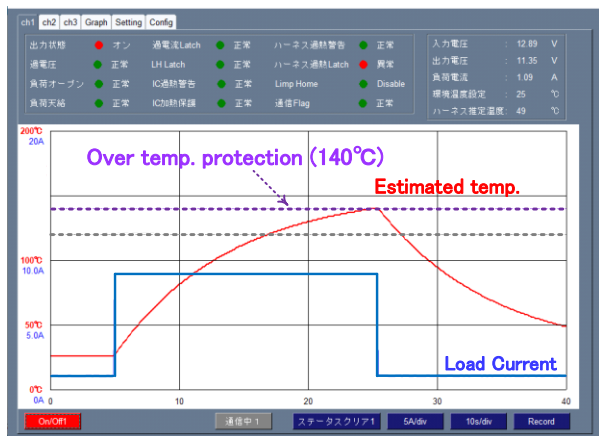 ch1 ch2 ch3 Graph Setting Config
出力状態 オン 過電流Latch 正常 ハーネス過熱警告 正常 入力電圧 : 12.89 V
過電圧 正常 LH Latch 正常 ハーネス過熱Latch 異常 出力電圧 : 11.35 V
負荷オープン 正常 IC過熱警告 正常 Limp Home Disable 負荷電流 : 1.09 A
環境温度設定 : 25 ℃
負荷天絡 正常 IC加熱保護 正常 通信Flag 正常 ハーネス推定温度: 49 ℃
200℃
20A
Over temp. protection (140℃)
Estimated temp.
100℃
10.0A
50℃
5.0A
Load Current
0℃
0A 0 10 20 30 40
On/Off1 通信中 1 ステータスクリア1 5A/div 10s/div Record